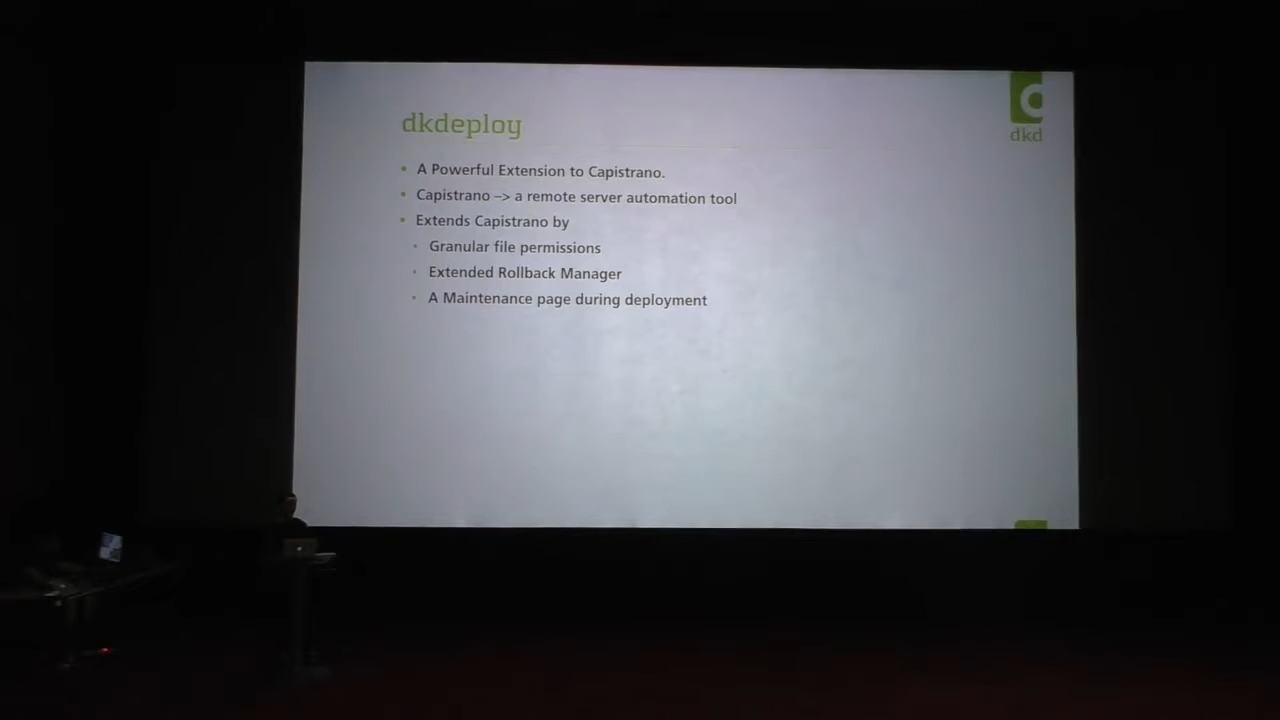 dkd
dkdeploy
A Powerful Extension to Capistrano.
Capistrano –> a remote server automation tool
Extends Capistrano by
Granular file permissions
Extended Rollback Manager
A Maintenance page during deployment